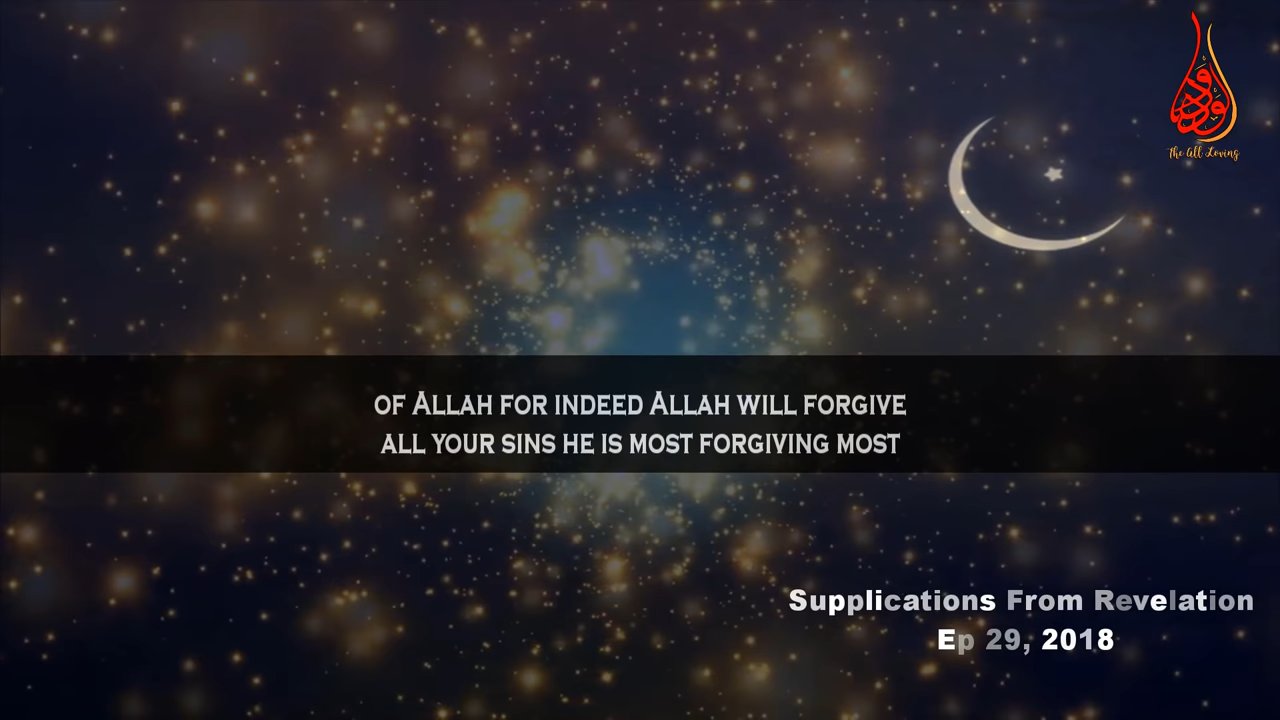 ودود
The All Loving
of Allah for indeed Allah will forgive
all your sins he is most forgiving most
Supplications From Revelation
Ep 29, 2018